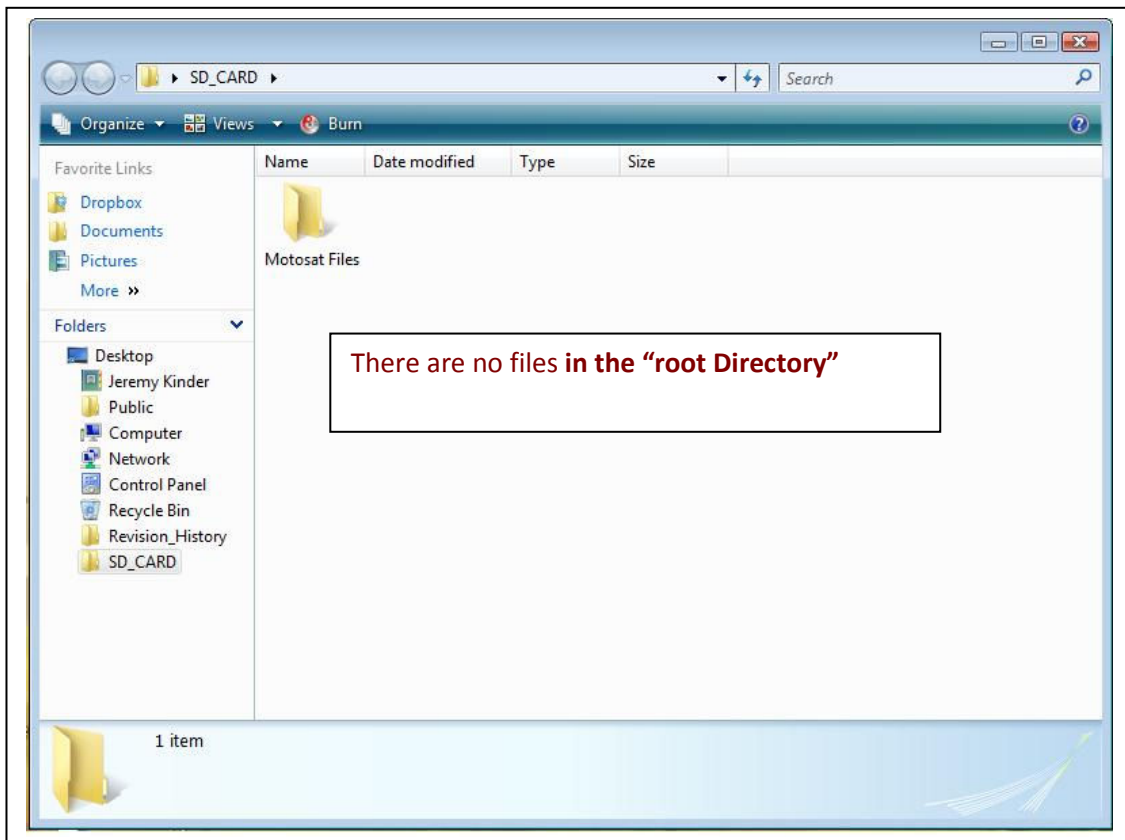 SD_CARD
Search
Organize Views Burn
Favorite Links
Dropbox
Documents
Pictures
More »
Folders
Desktop
Jeremy Kinder
Public
Computer
Network
Control Panel
Recycle Bin
Revision_History
SD_CARD
Name Date modified Type Size
Motosat Files
There are no files in the “root Directory”
1 item